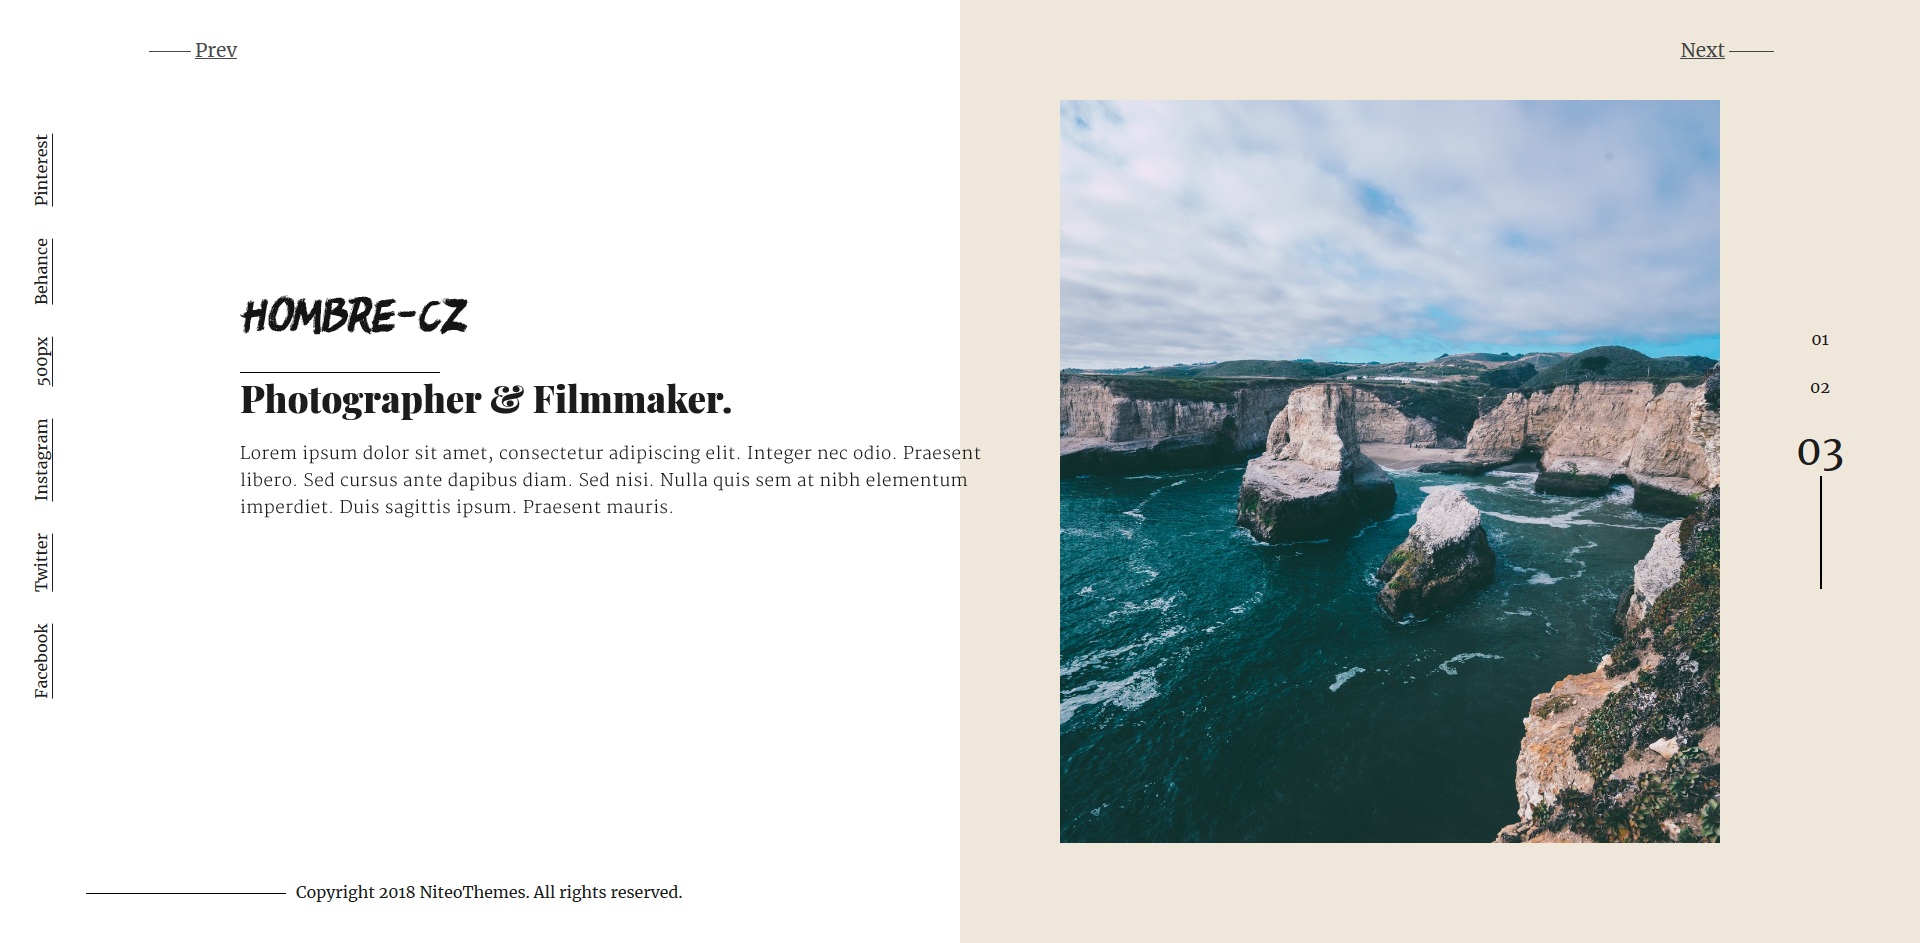 Prev
Next
Pinterest
Behance
500px
Instagram
Twitter
Facebook
HOMBRE-CZ
Photographer & Filmmaker.
Lorem ipsum dolor sit amet, consectetur adipiscing elit. Integer nec odio. Praesent
libero. Sed cursus ante dapibus diam. Sed nisi. Nulla quis sem at nibh elementum
imperdiet. Duis sagittis ipsum. Praesent mauris.
01
02
03
Copyright 2018 NiteoThemes. All rights reserved.